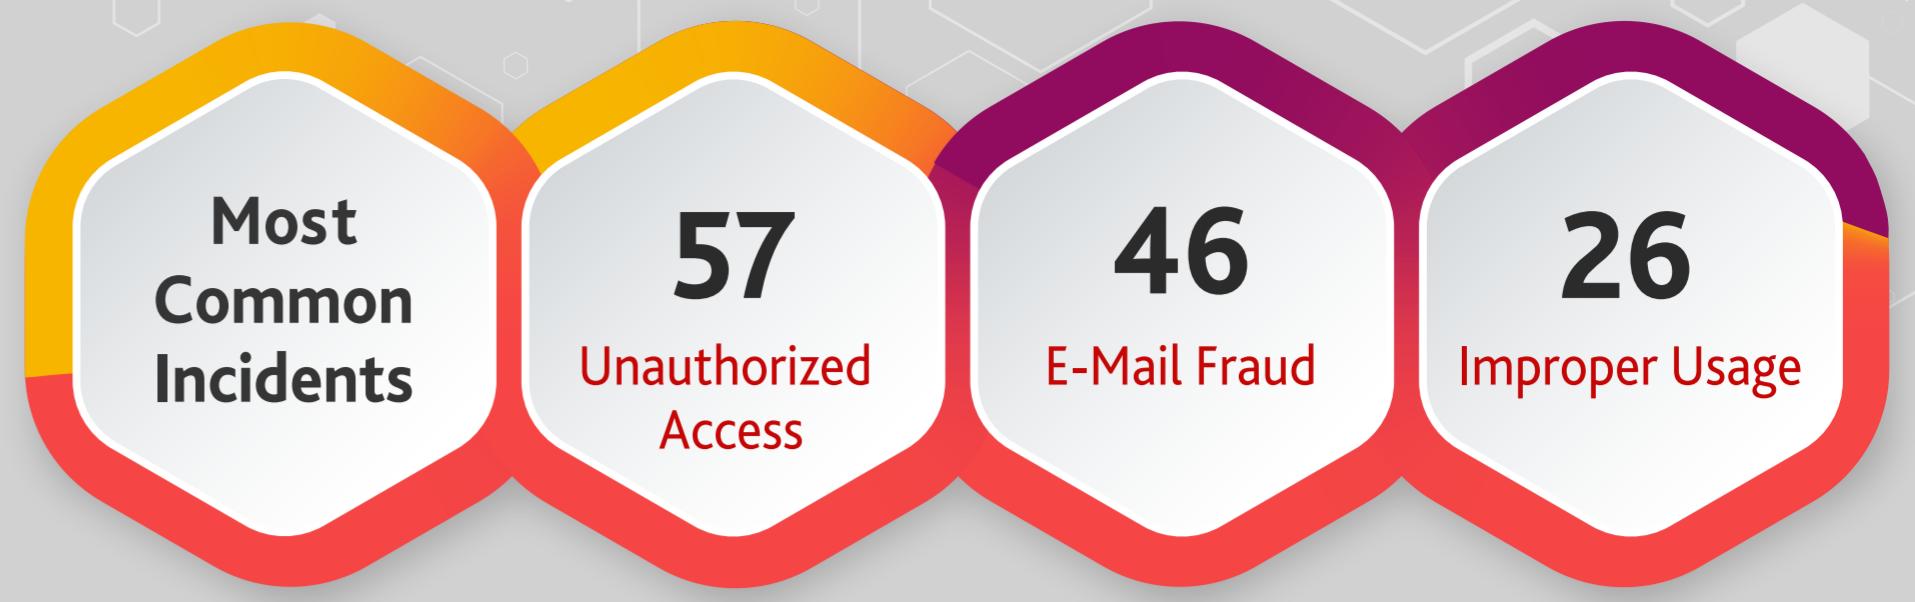 Most
Common
Incidents
57
Unauthorized
Access
46
E-Mail Fraud
26
Improper Usage